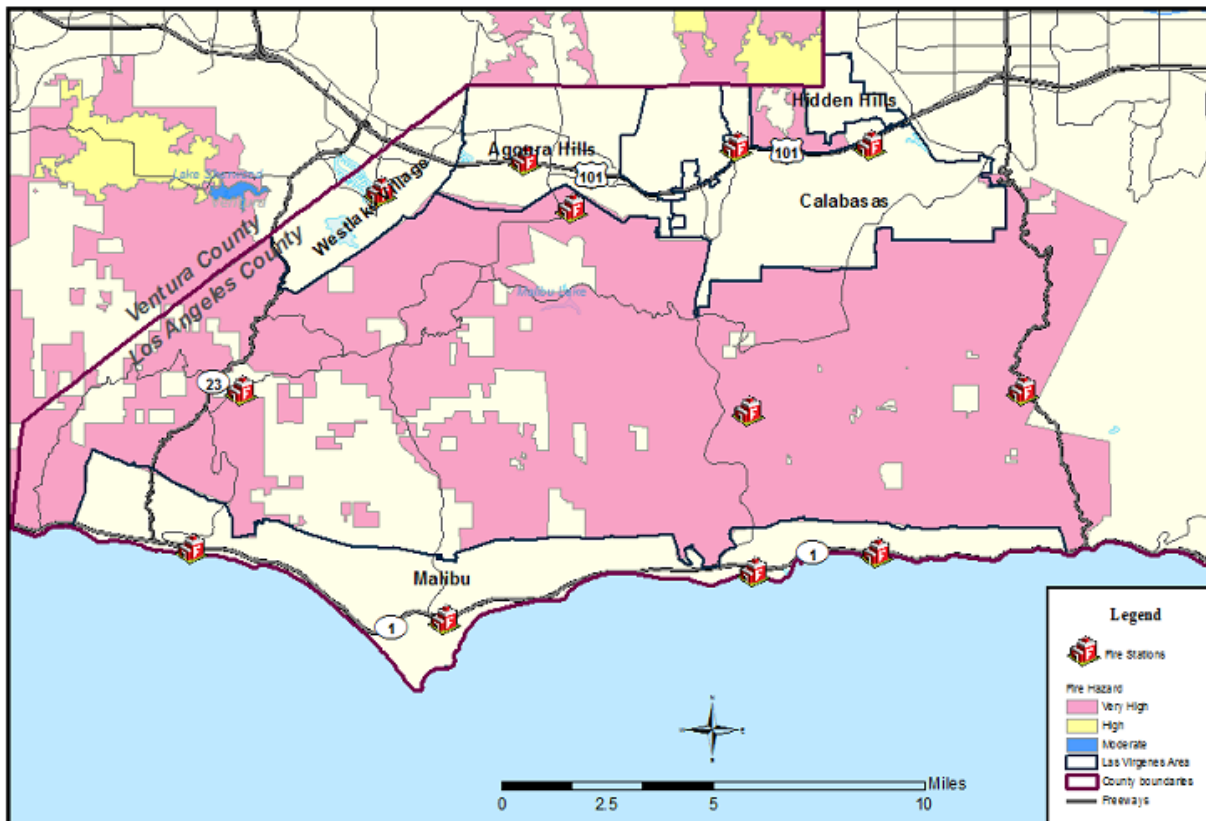 Hidden Hills
Agoura Hills
101
101
Westlake Village
Calabasas
Ventura County
Los Angeles County
Malibu Lake
23
Malibu
1
1
Legend
Fire Stations
Fire Hazard
Very High
High
Moderate
Las Virgenes Area
County boundaries
Freeways
Miles
0
2.5
5
10